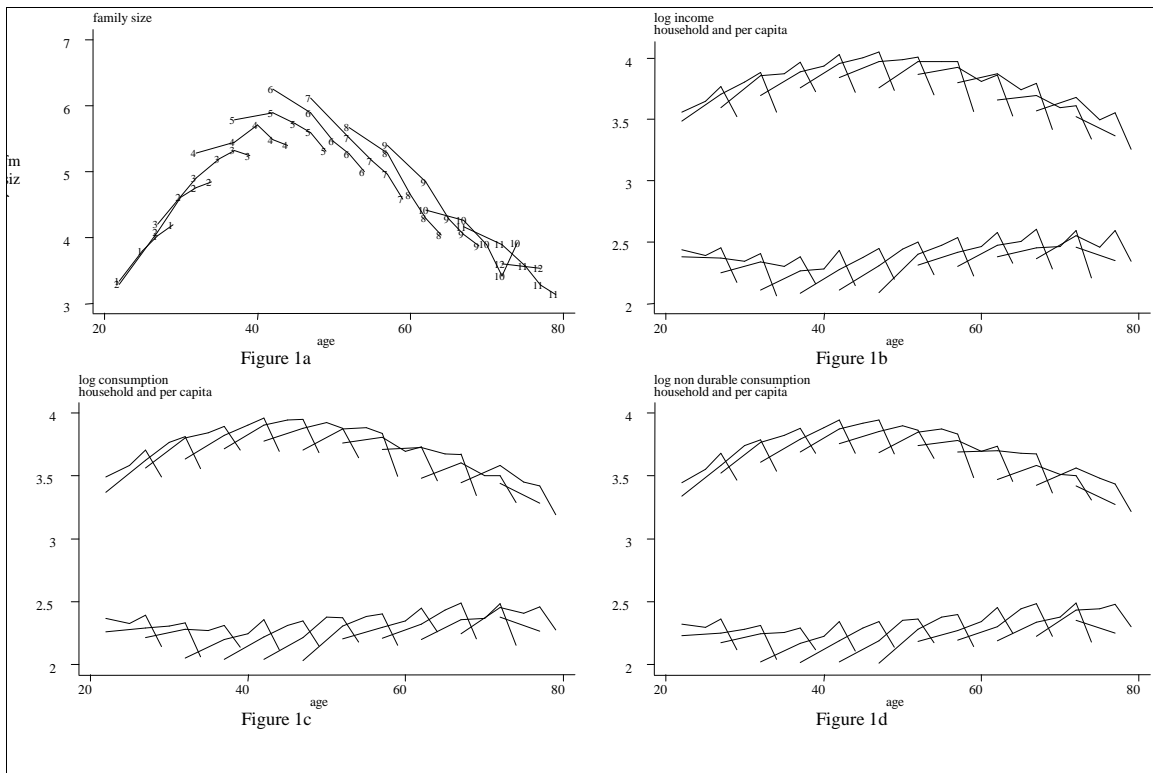 family size
7
6
fm
siz
5
4
3
20 40 60 80
age
Figure 1a
log income
household and per capita
4
3.5
3
2.5
2
20 40 60 80
age
Figure 1b
log consumption
household and per capita
4
3.5
3
2.5
2
20 40 60 80
age
Figure 1c
log non durable consumption
household and per capita
4
3.5
3
2.5
2
20 40 60 80
age
Figure 1d